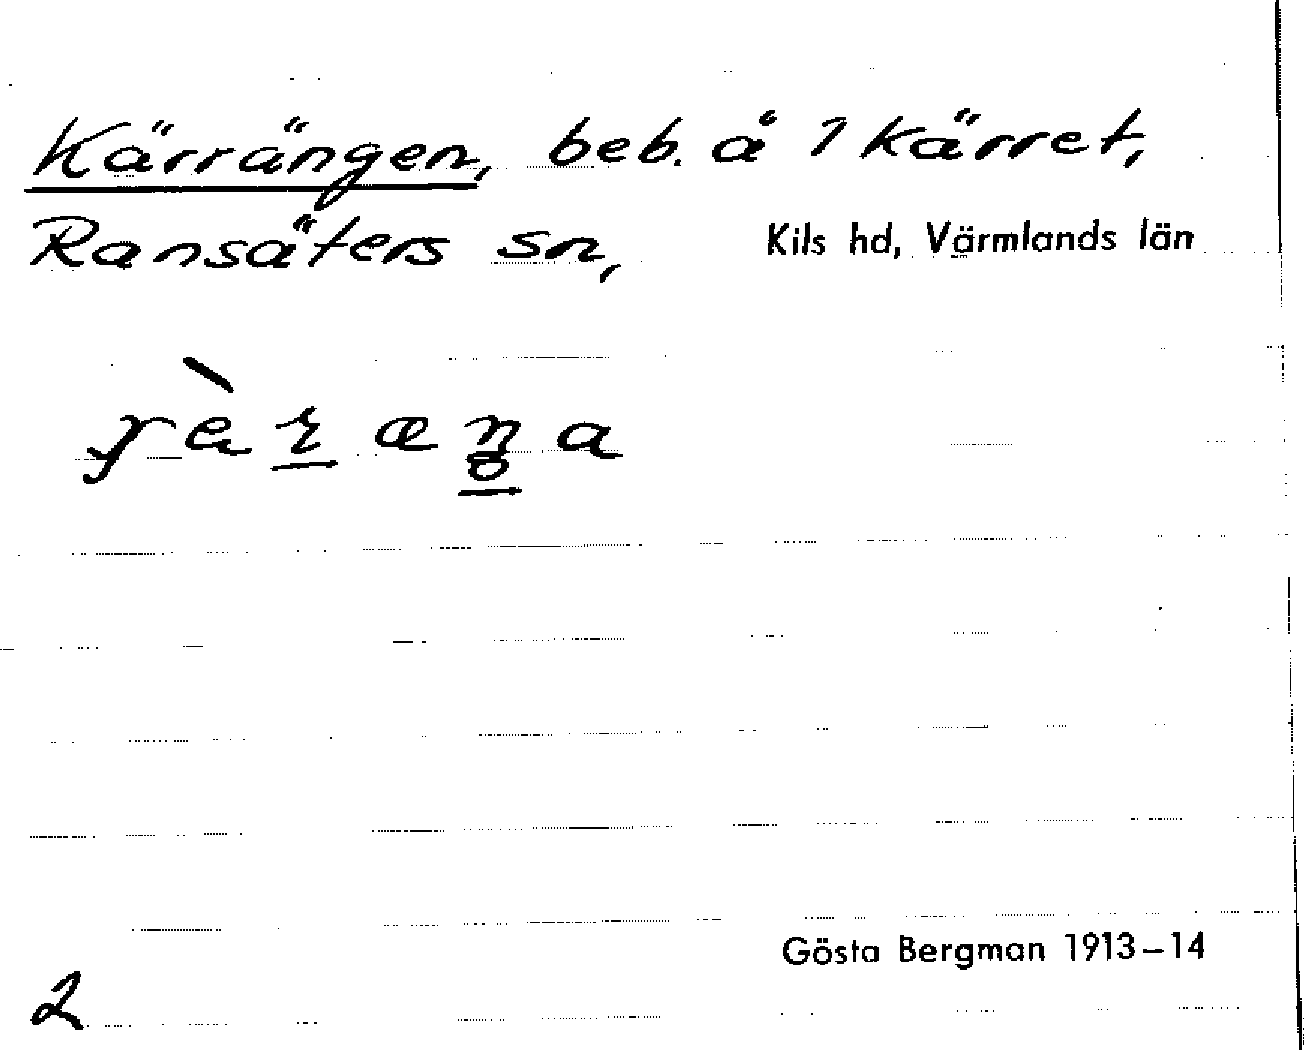 Kärrängen, beb. å 1 kärret,
Ransäters sn, Kils hd, Värmlands län
Gösta Bergman 1913–14
2